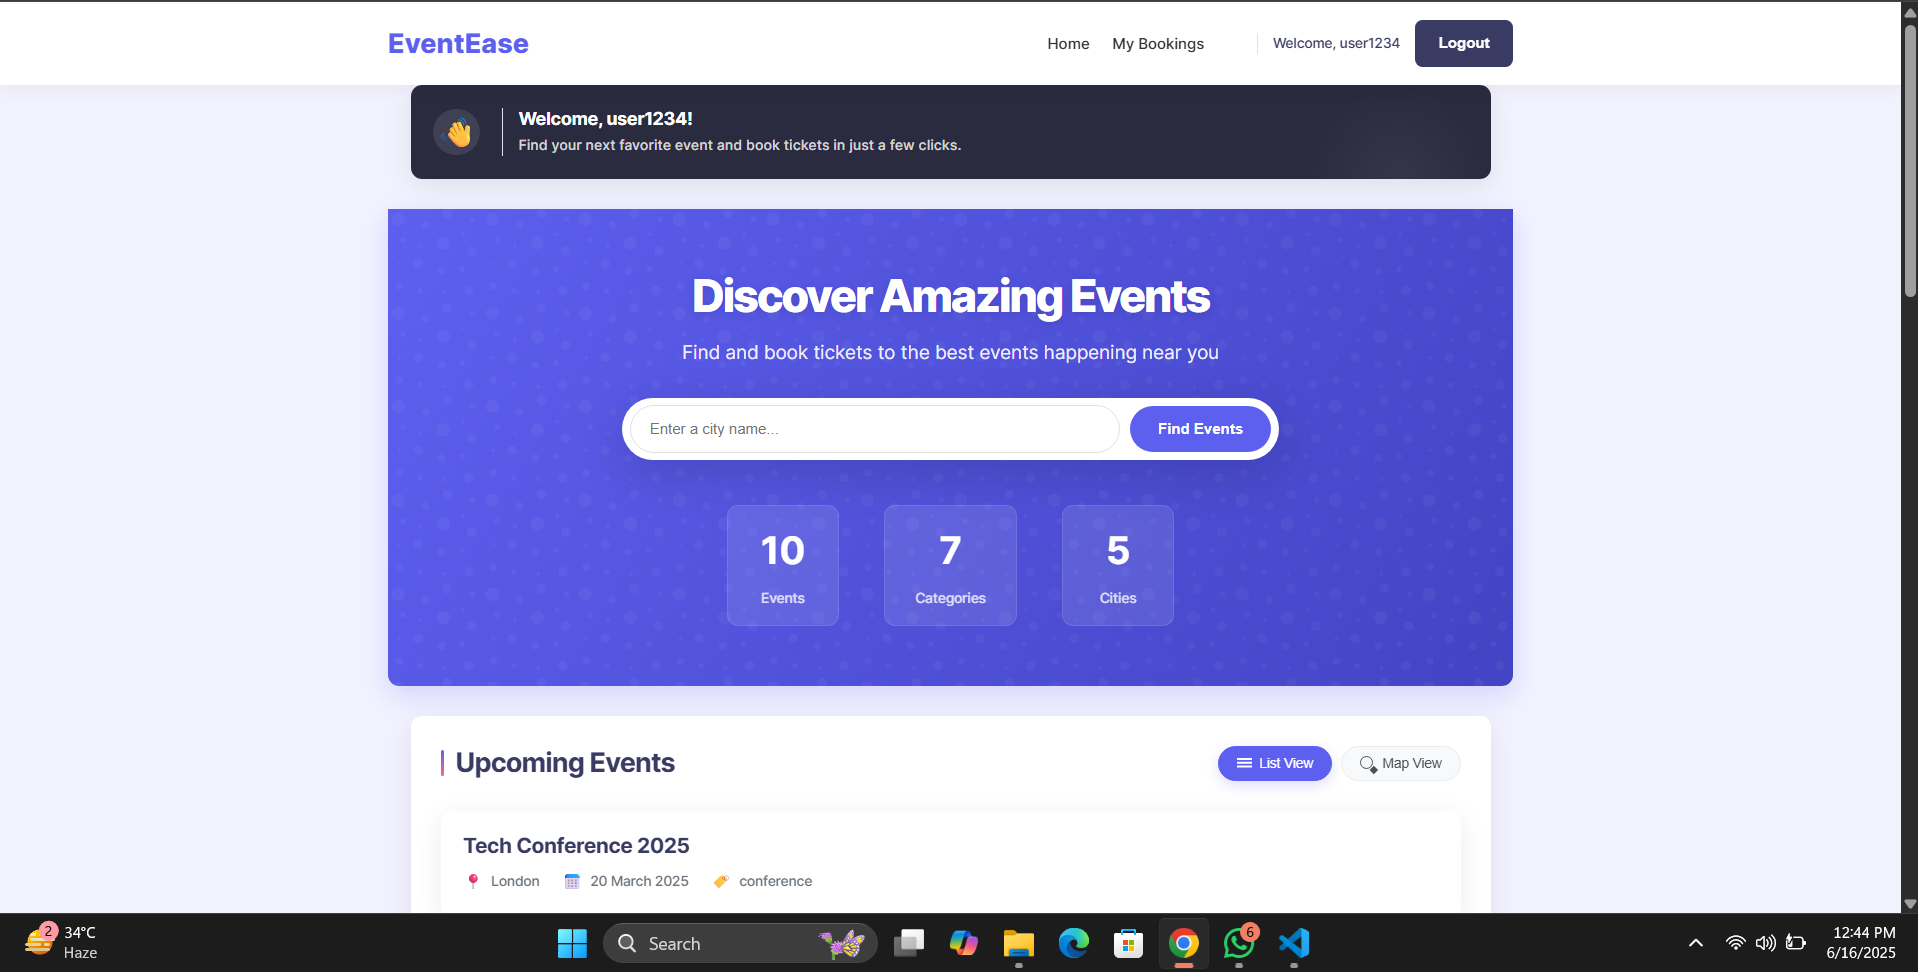 EventEase
Home
My Bookings
Welcome, user1234
Logout
Welcome, user1234!
Find your next favorite event and book tickets in just a few clicks.
Discover Amazing Events
Find and book tickets to the best events happening near you
Enter a city name...
Find Events
10
Events
7
Categories
5
Cities
Upcoming Events
List View
Map View
Tech Conference 2025
London
20 March 2025
conference
2
34°C
Haze
Search
6
12:44 PM
6/16/2025